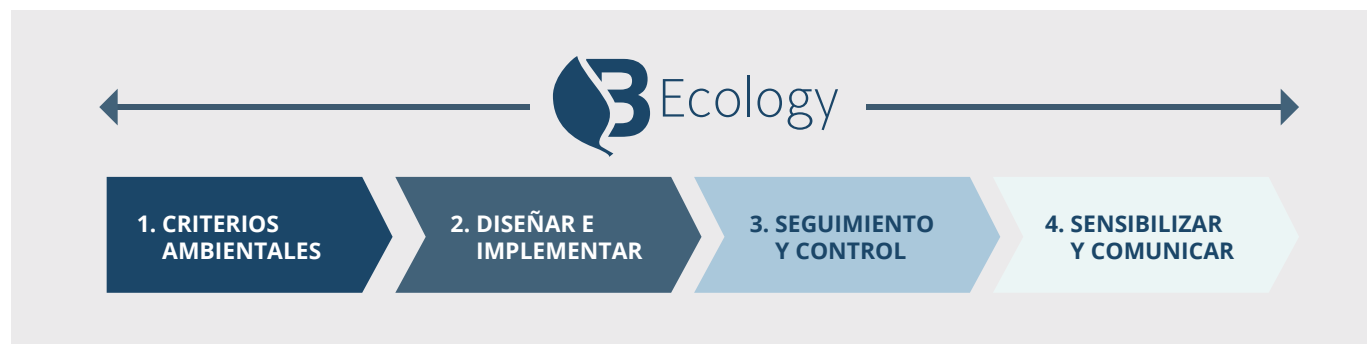 B Ecology
1. CRITERIOS
AMBIENTALES
2. DISEÑAR E
IMPLEMENTAR
3. SEGUIMIENTO
Y CONTROL
4. SENSIBILIZAR
Y COMUNICAR